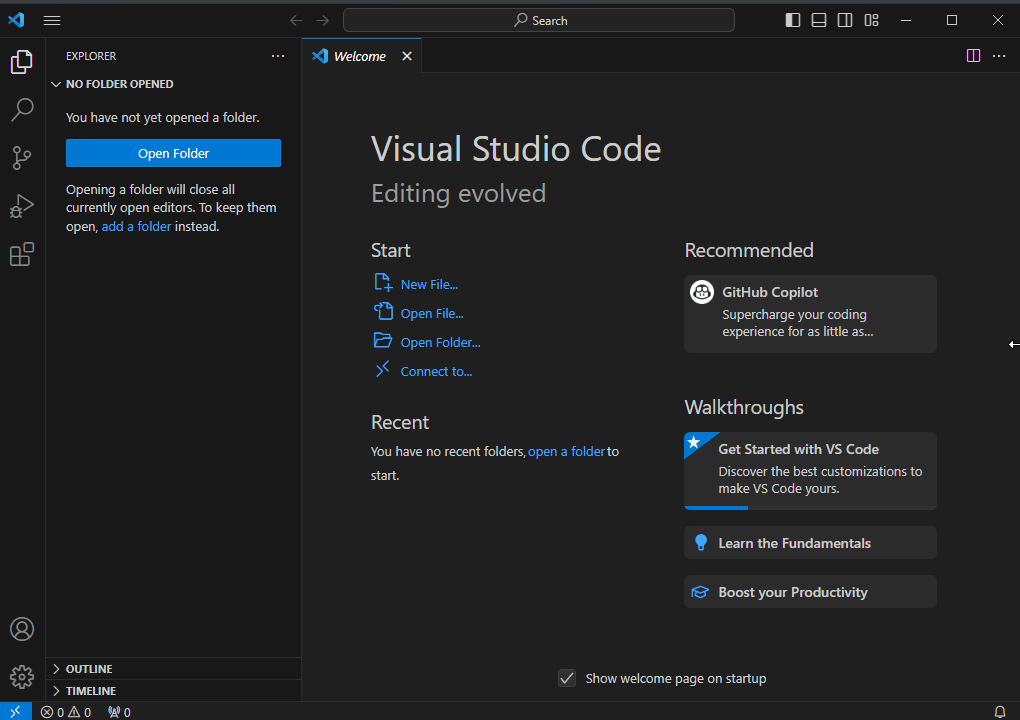 Search
EXPLORER
NO FOLDER OPENED
You have not yet opened a folder.
Open Folder
Opening a folder will close all
currently open editors. To keep them
open, add a folder instead.
OUTLINE
TIMELINE
Welcome
Visual Studio Code
Editing evolved
Start
New File...
Open File...
Open Folder...
Connect to...
Recent
You have no recent folders, open a folder to
start.
Recommended
GitHub Copilot
Supercharge your coding
experience for as little as...
Walkthroughs
Get Started with VS Code
Discover the best customizations to
make VS Code yours.
Learn the Fundamentals
Boost your Productivity
Show welcome page on startup
0 0 0